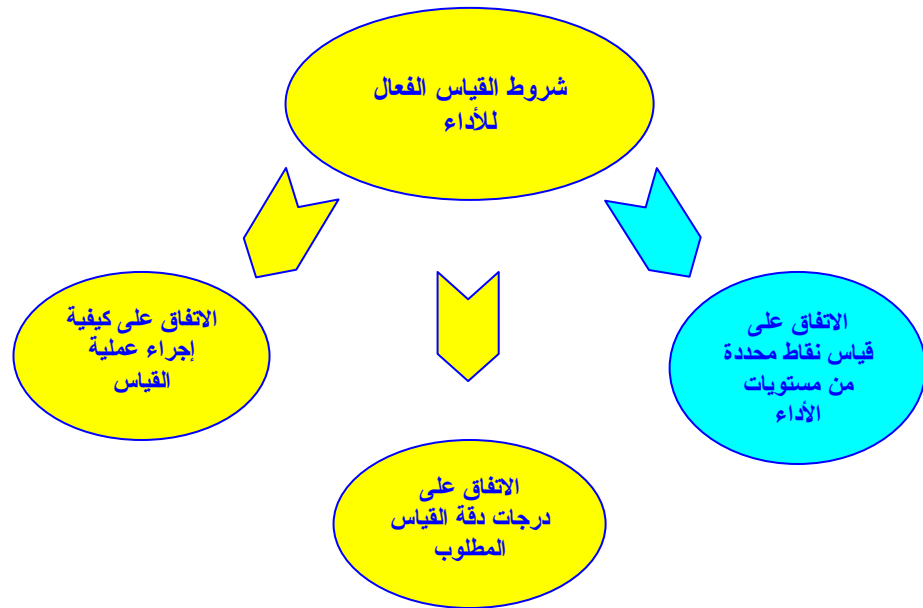 شروط القياس الفعال
للأداء
الاتفاق على
قياس نقاط محددة
من مستويات
الأداء
الاتفاق على
درجات دقة القياس
المطلوب
الاتفاق على كيفية
إجراء عملية
القياس